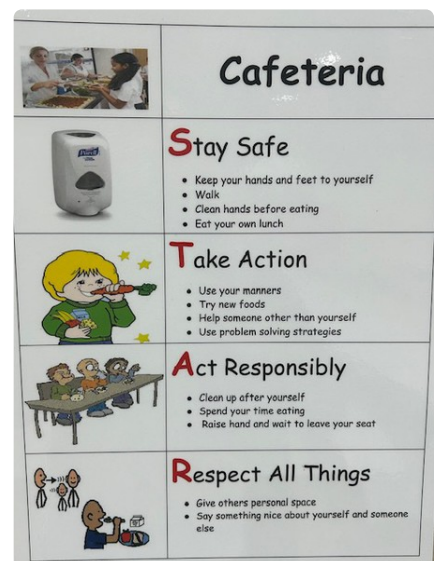 Cafeteria
PURELL
Stay Safe
• Keep your hands and feet to yourself
• Walk
• Clean hands before eating
• Eat your own lunch
Take Action
• Use your manners
• Try new foods
• Help someone other than yourself
• Use problem solving strategies
Act Responsibly
• Clean up after yourself
• Spend your time eating
• Raise hand and wait to leave your seat
Respect All Things
• Give others personal space
• Say something nice about yourself and someone
else